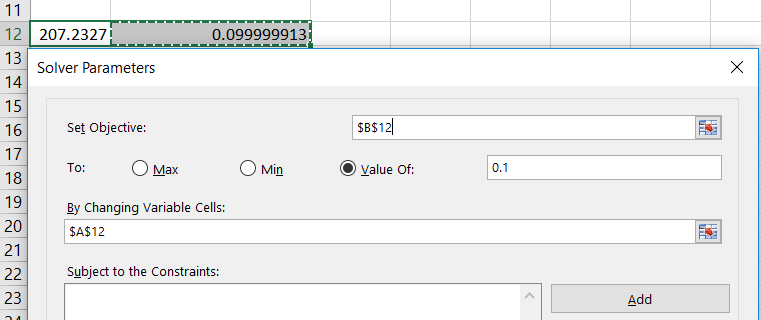 11
12 207.2327 0.099999913
13 Solver Parameters
14
15
16 Set Objective: $B$12
17
18 To: Max Min Value Of: 0.1
19
20 By Changing Variable Cells:
21 $A$12
22 Subject to the Constraints:
23 Add